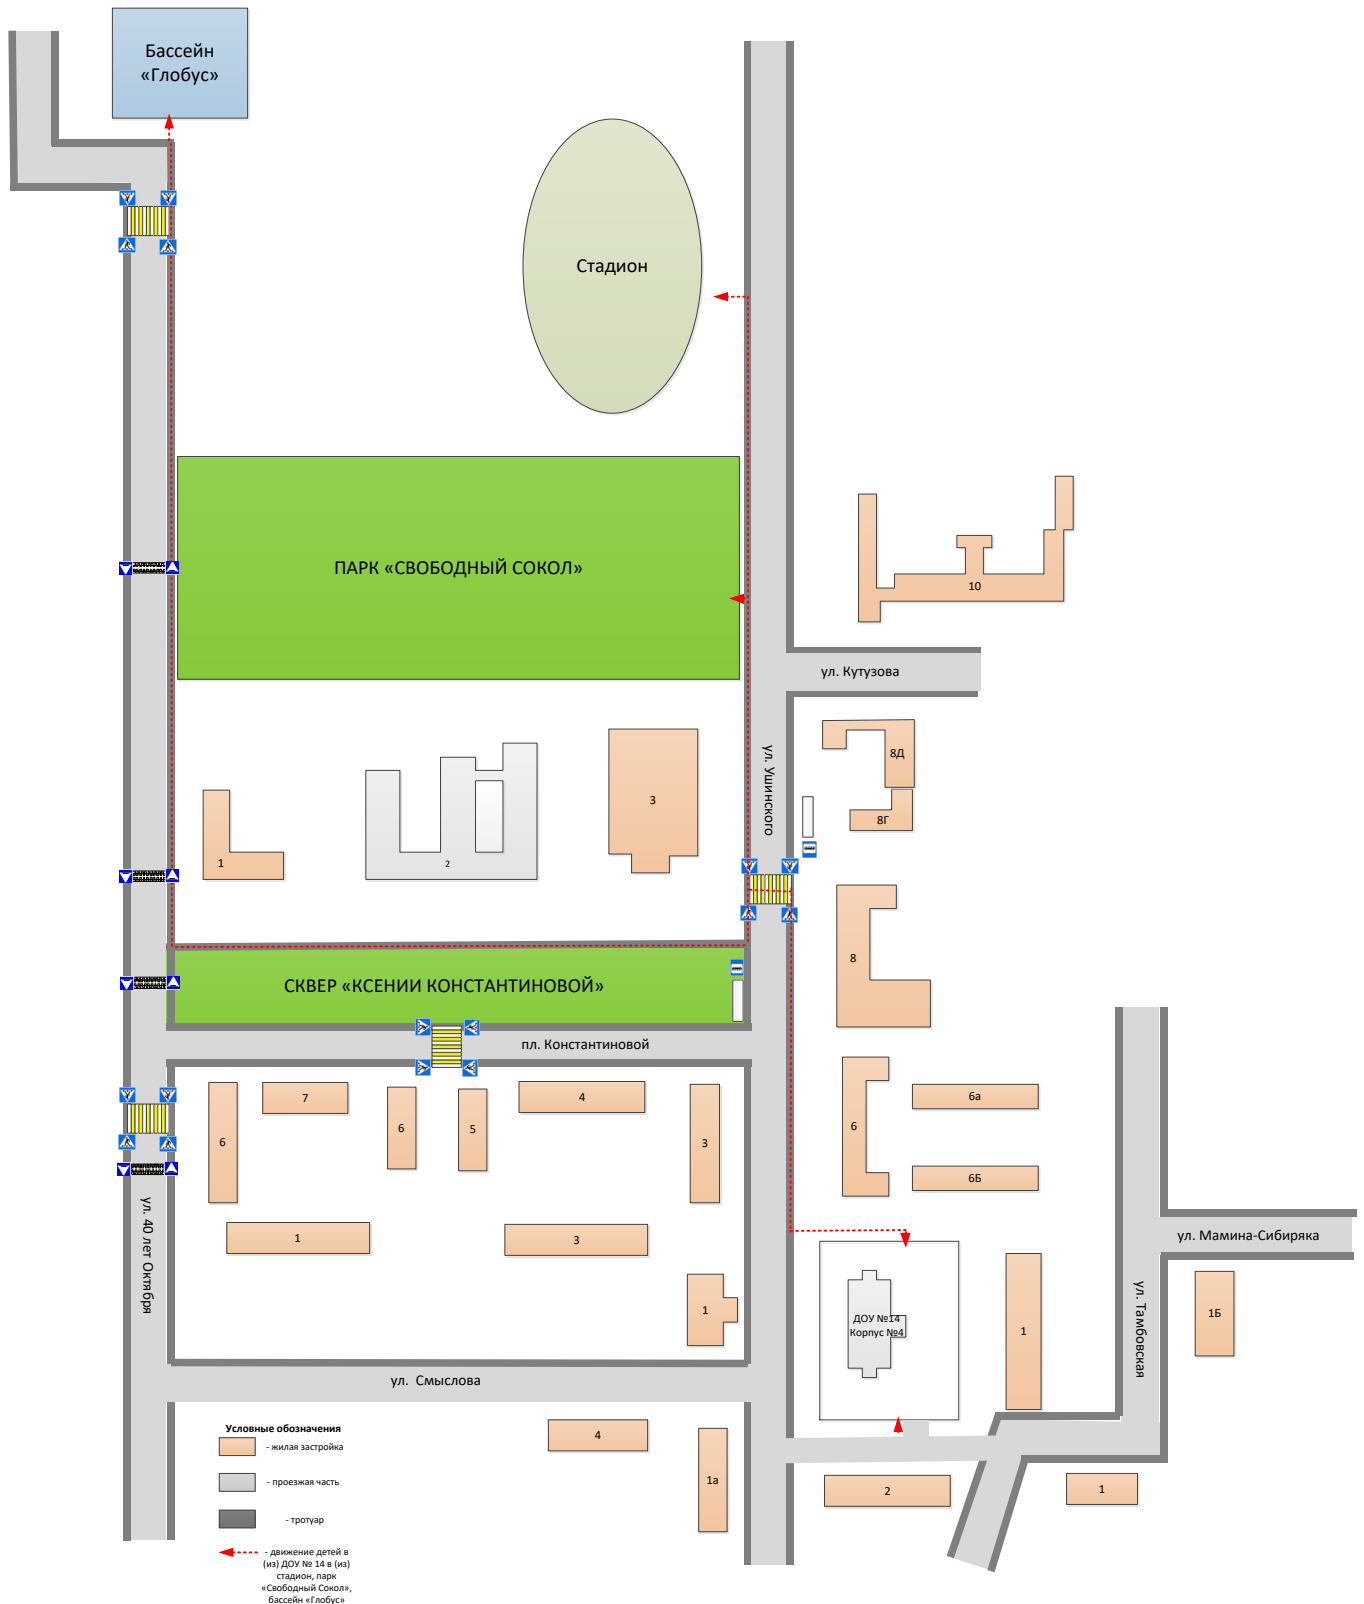 Бассейн
«Глобус»
Стадион
ПАРК «СВОБОДНЫЙ СОКОЛ»
10
ул. Кутузова
ул. Ушинского
8Д
8Г
3
1
2
8
СКВЕР «КСЕНИИ КОНСТАНТИНОВОЙ»
пл. Константиновой
7
6
6
5
4
3
6
6а
6Б
1
3
1
ул. 40 лет Октября
ул. Мамина-Сибиряка
ул. Тамбовская
1Б
1
ДОУ №14
Корпус №4
ул. Смыслова
4
1а
2
1
Условные обозначения
- жилая застройка
- проезжая часть
- тротуар
- движение детей в
(из) ДОУ № 14 в (из)
стадион, парк
«Свободный Сокол»,
бассейн «Глобус»